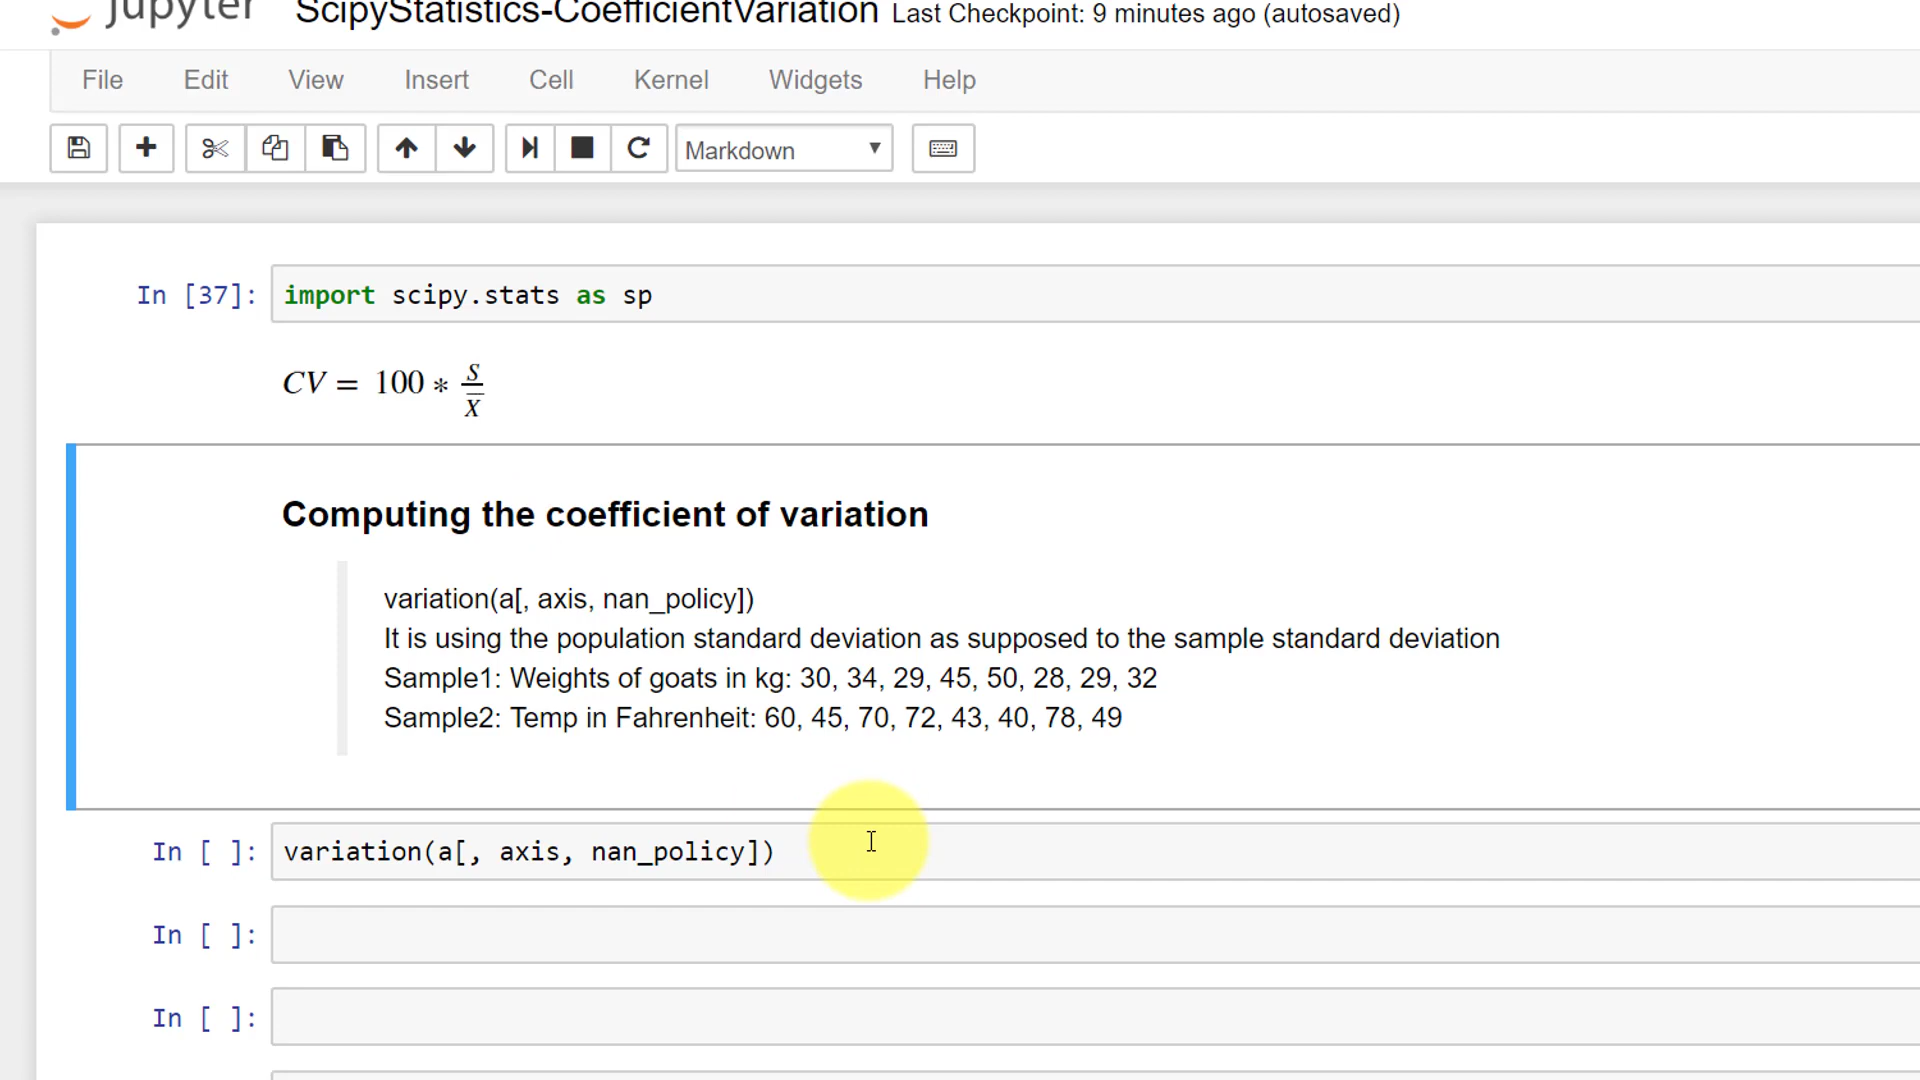 Jupyter ScipyStatistics-CoefficientVariation Last Checkpoint: 9 minutes ago (autosaved)
File Edit View Insert Cell Kernel Widgets Help
Markdown
In [37]: import scipy.stats as sp
CV = 100 * S/X̅
Computing the coefficient of variation
variation(a[, axis, nan_policy])
It is using the population standard deviation as supposed to the sample standard deviation
Sample1: Weights of goats in kg: 30, 34, 29, 45, 50, 28, 29, 32
Sample2: Temp in Fahrenheit: 60, 45, 70, 72, 43, 40, 78, 49
In [ ]: variation(a[, axis, nan_policy])
In [ ]:
In [ ]: